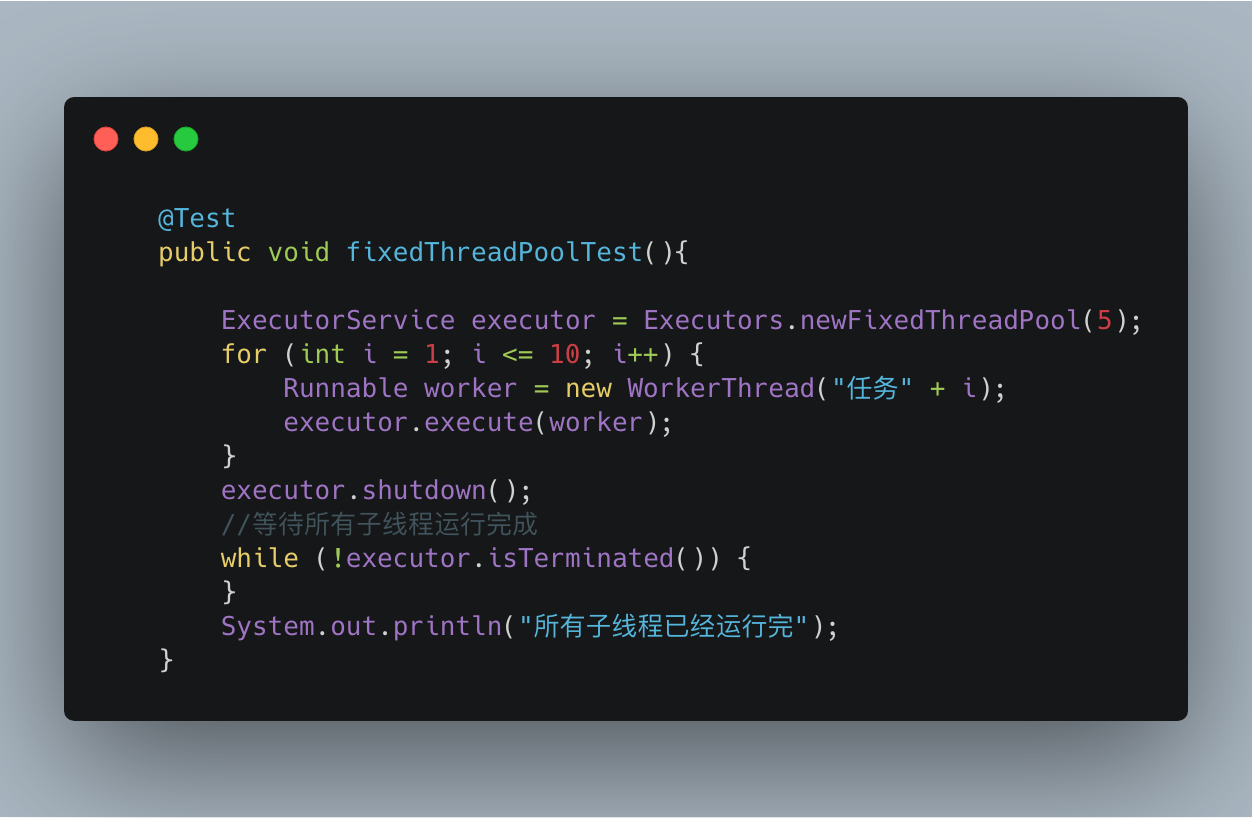 @Test
public void fixedThreadPoolTest(){
ExecutorService executor = Executors.newFixedThreadPool(5);
for (int i = 1; i <= 10; i++) {
Runnable worker = new WorkerThread("任务" + i);
executor.execute(worker);
}
executor.shutdown();
//等待所有子线程运行完成
while (!executor.isTerminated()) {
}
System.out.println("所有子线程已经运行完");
}